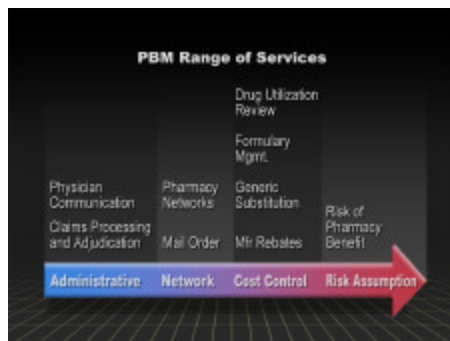 PBM Range of Services
Physician
Communication
Claims Processing
and Adjudication
Administrative
Pharmacy
Networks
Mail Order
Network
Drug Utilization
Review
Formulary
Mgmt.
Generic
Substitution
Mfr Rebates
Cost Control
Risk of
Pharmacy
Benefit
Risk Assumption